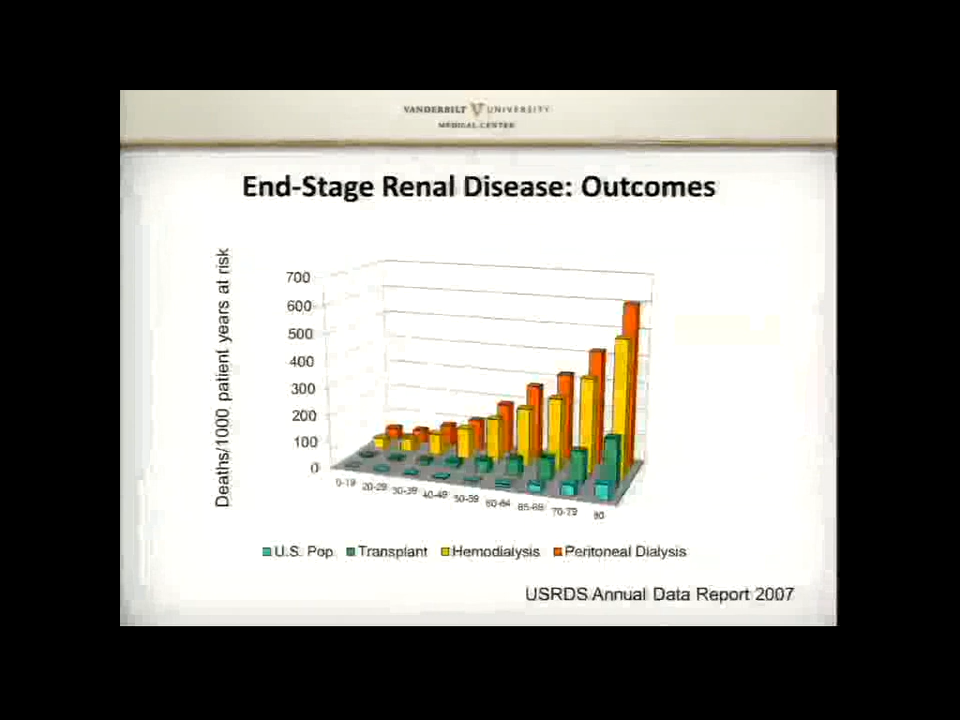 VANDERBILT UNIVERSITY
MEDICAL CENTER
End-Stage Renal Disease: Outcomes
Deaths/1000 patient years at risk
700
600
500
400
300
200
100
0
0-19 20-29 30-39 40-49 50-59 60-64 65-69 70-79 80-
U.S. Pop Transplant Hemodialysis Peritoneal Dialysis
USRDS Annual Data Report 2007